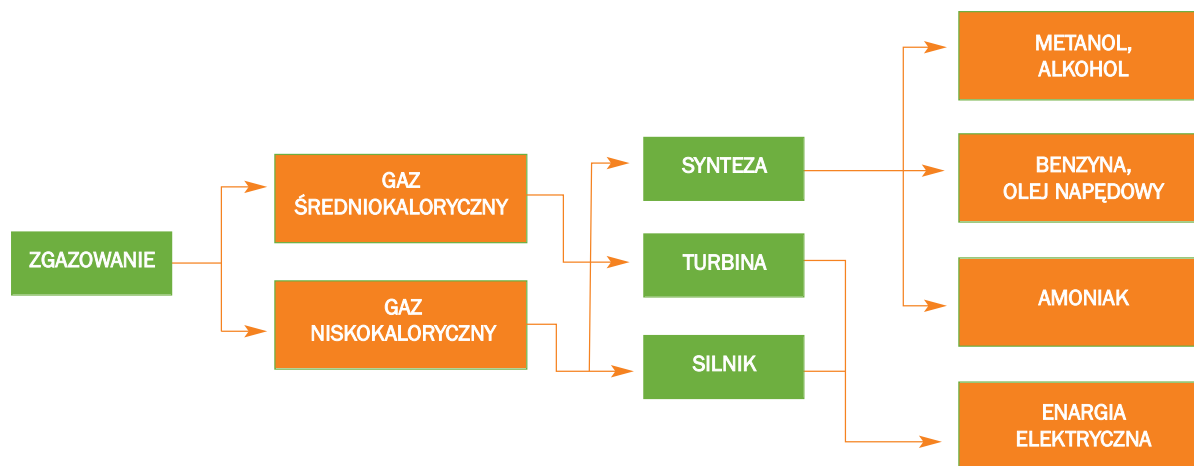 ZGAZOWANIE
GAZ
ŚREDNIOKALORYCZNY
GAZ
NISKOKALORYCZNY
SYNTEZA
TURBINA
SILNIK
METANOL,
ALKOHOL
BENZYNA,
OLEJ NAPĘDOWY
AMONIAK
ENARGIA
ELEKTRYCZNA